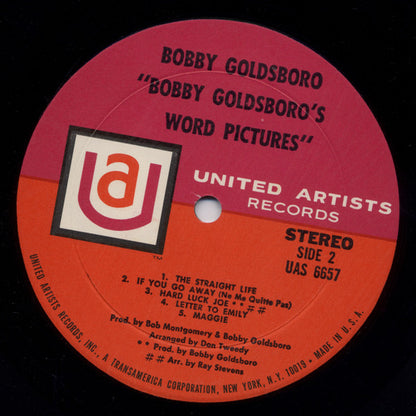 BOBBY GOLDSBORO
"BOBBY GOLDSBORO'S
WORD PICTURES"
ua
UNITED ARTISTS
RECORDS
TM
STEREO
SIDE 2
UAS 6657
1. THE STRAIGHT LIFE
2. IF YOU GO AWAY (Ne Me Quitte Pas)
3. HARD LUCK JOE **##
4. LETTER TO EMILY
5. MAGGIE
Prod. by Bob Montgomery & Bobby Goldsboro
Arranged by Don Tweedy
** Prod. by Bobby Goldsboro
## Arr. by Ray Stevens
UNITED ARTISTS RECORDS, INC., A TRANSAMERICA CORPORATION, NEW YORK, N.Y. 10019 • MADE IN U.S.A.